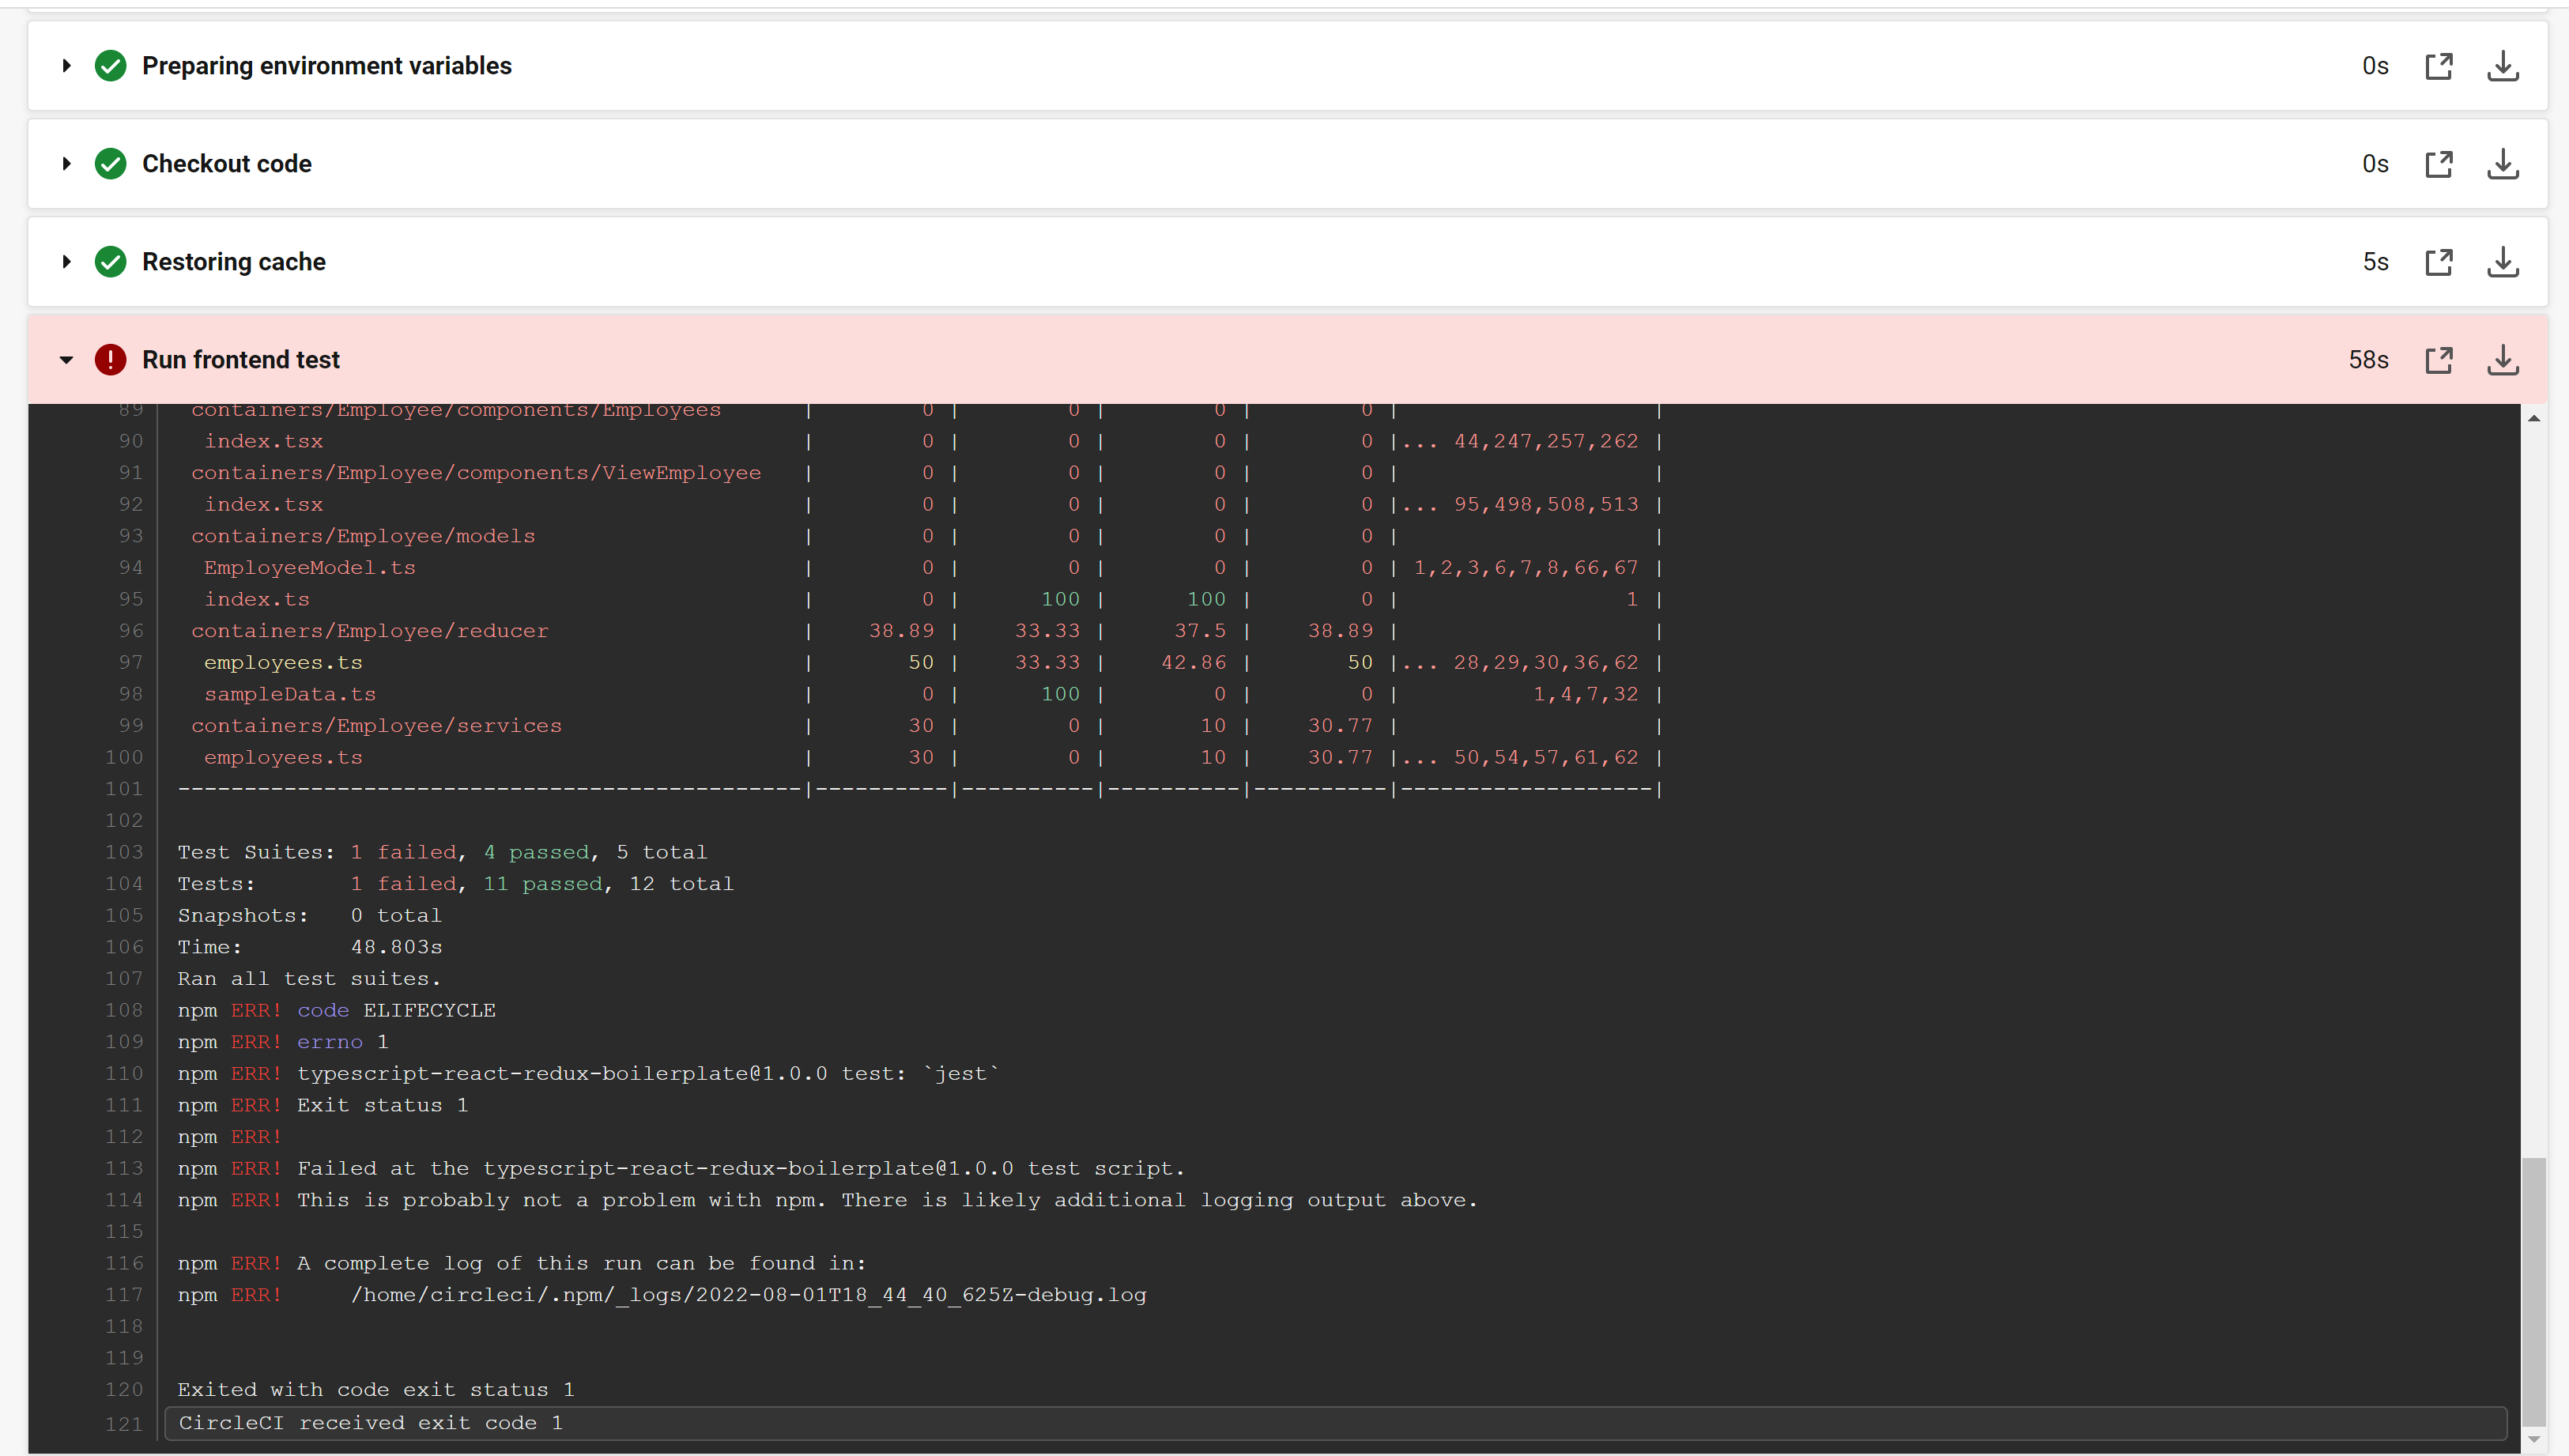 Preparing environment variables 0s
Checkout code 0s
Restoring cache 5s
Run frontend test 58s
89 containers/Employee/components/Employees | 0 | 0 | 0 | 0 | |
90 index.tsx | 0 | 0 | 0 | 0 |... 44,247,257,262 |
91 containers/Employee/components/ViewEmployee | 0 | 0 | 0 | 0 | |
92 index.tsx | 0 | 0 | 0 | 0 |... 95,498,508,513 |
93 containers/Employee/models | 0 | 0 | 0 | 0 | |
94 EmployeeModel.ts | 0 | 0 | 0 | 0 | 1,2,3,6,7,8,66,67 |
95 index.ts | 0 | 100 | 100 | 0 | 1 |
96 containers/Employee/reducer | 38.89 | 33.33 | 37.5 | 38.89 | |
97 employees.ts | 50 | 33.33 | 42.86 | 50 |... 28,29,30,36,62 |
98 sampleData.ts | 0 | 100 | 0 | 0 | 1,4,7,32 |
99 containers/Employee/services | 30 | 0 | 10 | 30.77 | |
100 employees.ts | 30 | 0 | 10 | 30.77 |... 50,54,57,61,62 |
101 -----------------------------------------------|----------|----------|----------|----------|-------------------|
102
103 Test Suites: 1 failed, 4 passed, 5 total
104 Tests: 1 failed, 11 passed, 12 total
105 Snapshots: 0 total
106 Time: 48.803s
107 Ran all test suites.
108 npm ERR! code ELIFECYCLE
109 npm ERR! errno 1
110 npm ERR! typescript-react-redux-boilerplate@1.0.0 test: `jest`
111 npm ERR! Exit status 1
112 npm ERR!
113 npm ERR! Failed at the typescript-react-redux-boilerplate@1.0.0 test script.
114 npm ERR! This is probably not a problem with npm. There is likely additional logging output above.
115
116 npm ERR! A complete log of this run can be found in:
117 npm ERR! /home/circleci/.npm/_logs/2022-08-01T18_44_40_625Z-debug.log
118
119
120 Exited with code exit status 1
121 CircleCI received exit code 1